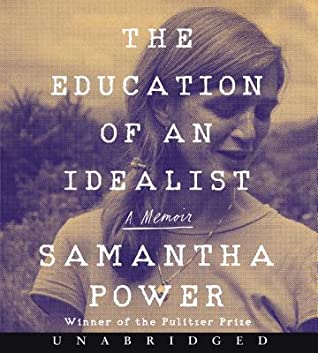 THE
EDUCATION
OF AN
IDEALIST
A Memoir
SAMANTHA
POWER
Winner of the Pulitzer Prize
UNABRIDGED